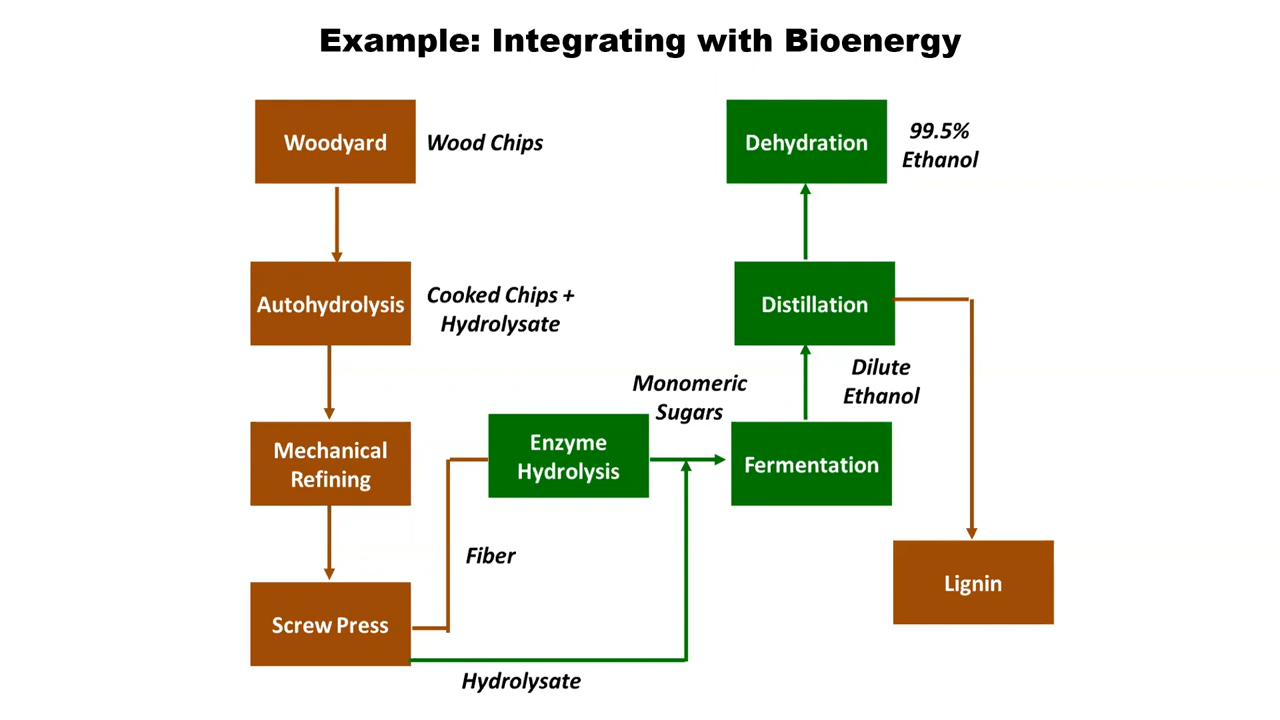 Example: Integrating with Bioenergy
Woodyard
Wood Chips
Autohydrolysis
Cooked Chips +
Hydrolysate
Mechanical
Refining
Screw Press
Fiber
Hydrolysate
Enzyme
Hydrolysis
Monomeric
Sugars
Fermentation
Dilute
Ethanol
Distillation
Dehydration
99.5%
Ethanol
Lignin